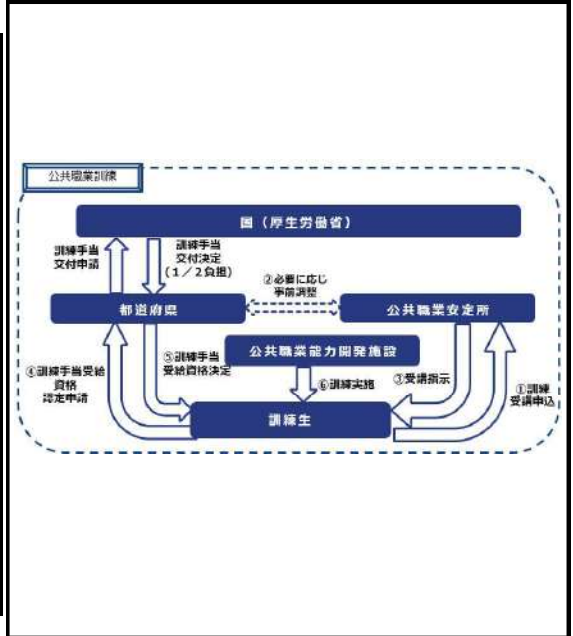 公共職業訓練
国（厚生労働省）
訓練手当
交付申請
訓練手当
交付決定
（１／２負担）
②必要に応じ
事前調整
都道府県
公共職業安定所
公共職業能力開発施設
④訓練手当受給
資格
認定申請
⑤訓練手当
受給資格決定
⑥訓練実施
③受講指示
①訓練
受講申込
訓練生